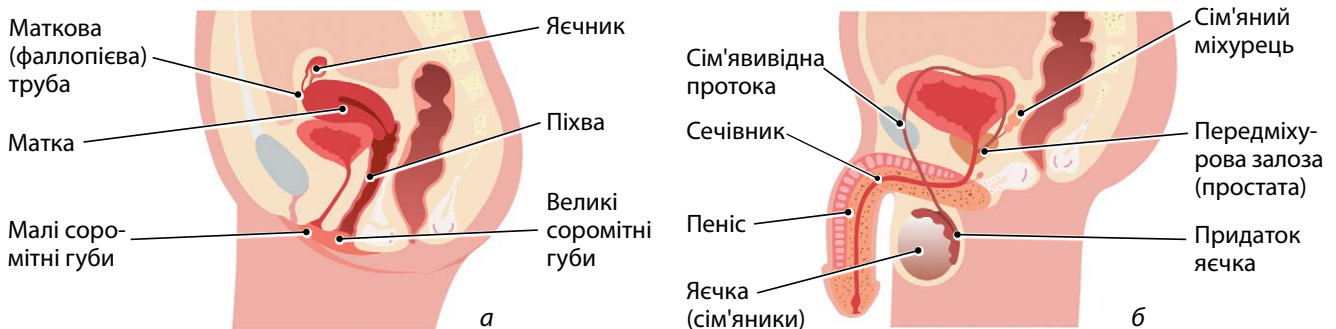 Маткова
(фаллопієва)
труба
Матка
Малі соро-
мітні губи
Яєчник
Піхва
Великі
соромітні
губи
а
Сім'явивідна
протока
Сечівник
Пеніс
Яєчка
(сім'яники)
Сім'яний
міхурець
Передміху-
рова залоза
(простата)
Придаток
яєчка
б